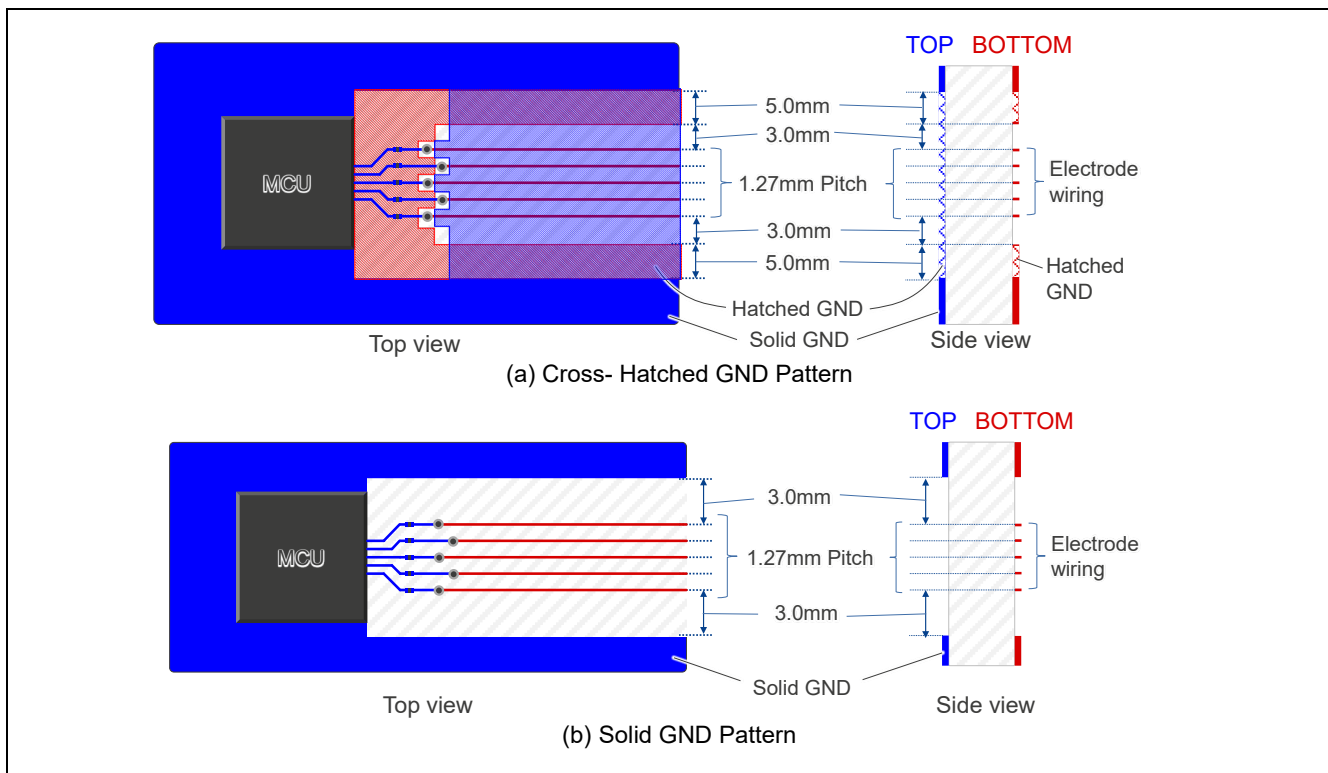 TOP BOTTOM
5.0mm
3.0mm
MCU
1.27mm Pitch
Electrode
wiring
3.0mm
5.0mm
Hatched
GND
Hatched GND
Solid GND
Top view
Side view
(a) Cross- Hatched GND Pattern
TOP BOTTOM
3.0mm
MCU
1.27mm Pitch
Electrode
wiring
3.0mm
Solid GND
Top view
Side view
(b) Solid GND Pattern